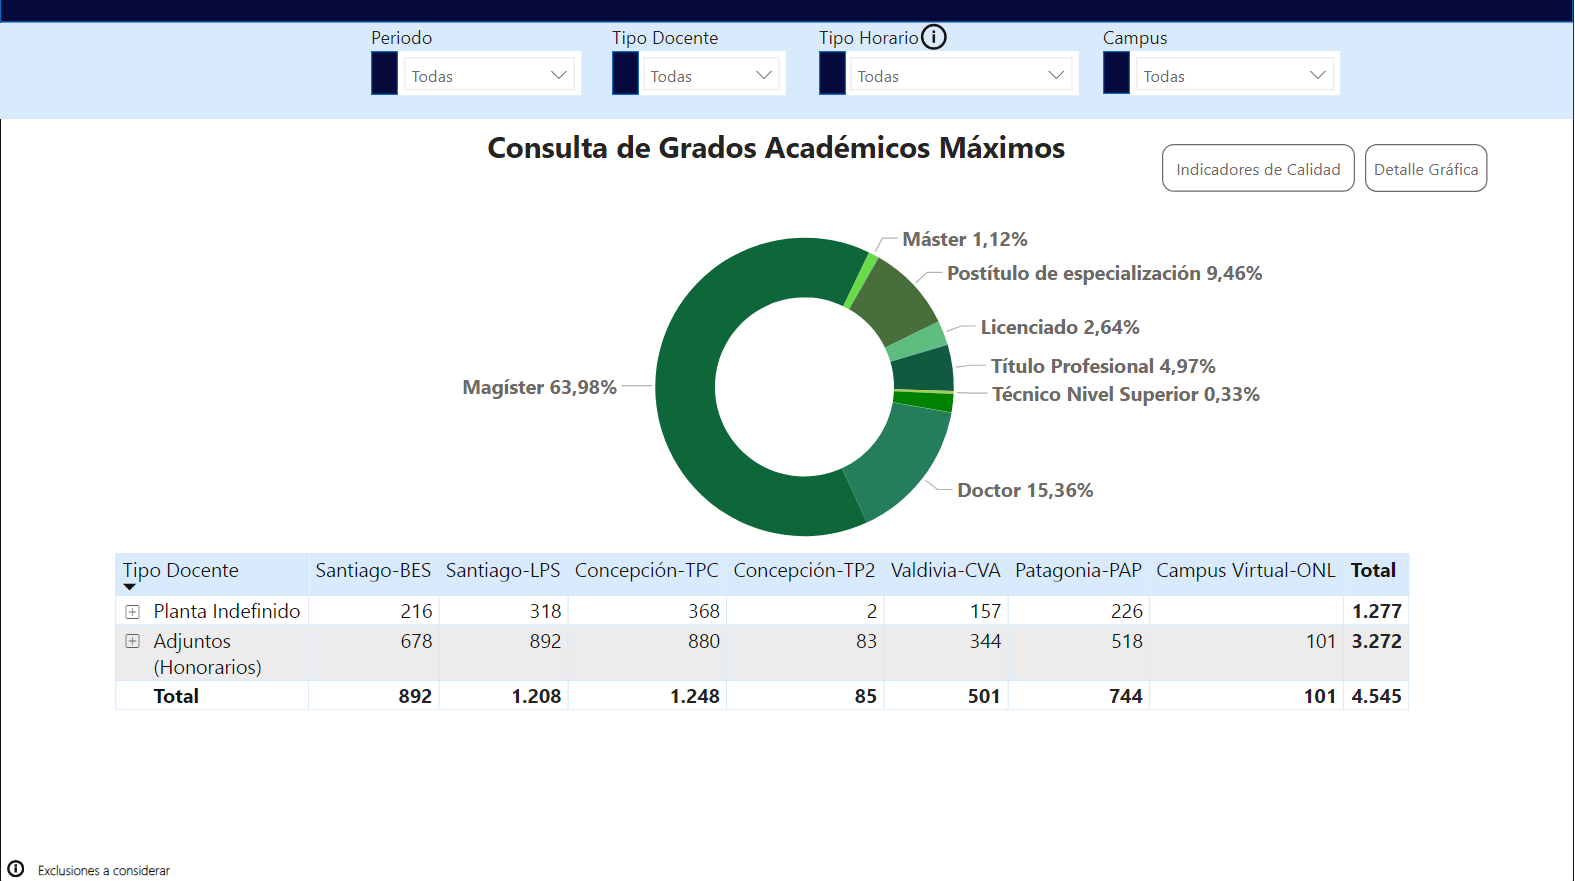 Periodo
Tipo Docente
Tipo Horario
Campus
Todas
Todas
Todas
Todas
Consulta de Grados Académicos Máximos
Indicadores de Calidad
Detalle Gráfica
Máster 1,12%
Postítulo de especialización 9,46%
Licenciado 2,64%
Título Profesional 4,97%
Técnico Nivel Superior 0,33%
Magíster 63,98%
Doctor 15,36%
Tipo Docente Santiago-BES Santiago-LPS Concepción-TPC Concepción-TP2 Valdivia-CVA Patagonia-PAP Campus Virtual-ONL Total
Planta Indefinido 216 318 368 2 157 226 1.277
Adjuntos 678 892 880 83 344 518 101 3.272
(Honorarios)
Total 892 1.208 1.248 85 501 744 101 4.545
Exclusiones a considerar